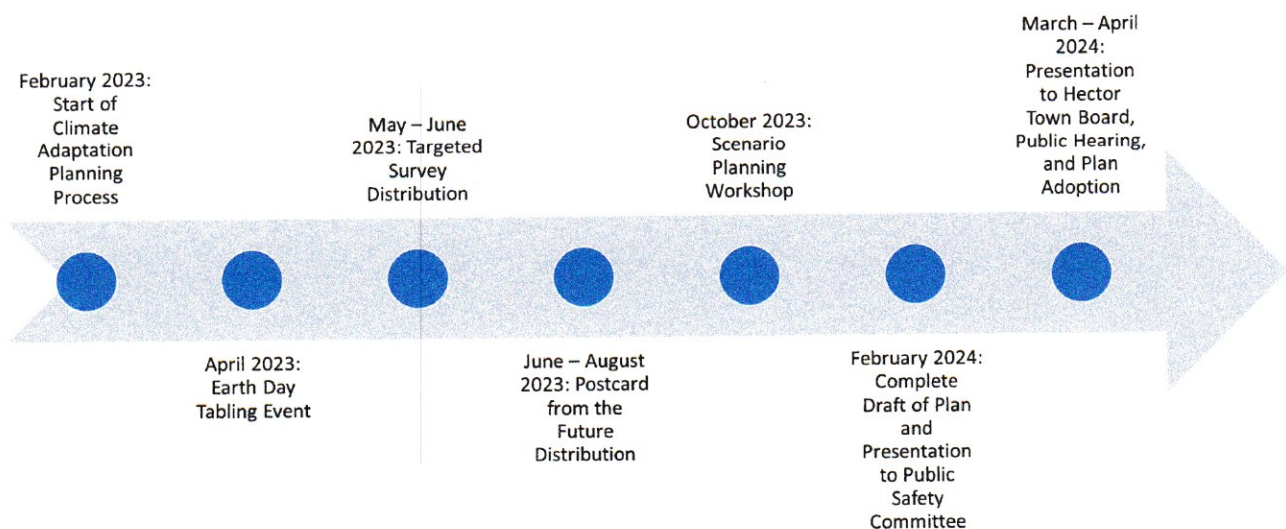 February 2023:
Start of
Climate
Adaptation
Planning
Process
April 2023:
Earth Day
Tabling Event
May – June
2023: Targeted
Survey
Distribution
June – August
2023: Postcard
from the
Future
Distribution
October 2023:
Scenario
Planning
Workshop
February 2024:
Complete
Draft of Plan
and
Presentation
to Public
Safety
Committee
March – April
2024:
Presentation
to Hector
Town Board,
Public Hearing,
and Plan
Adoption